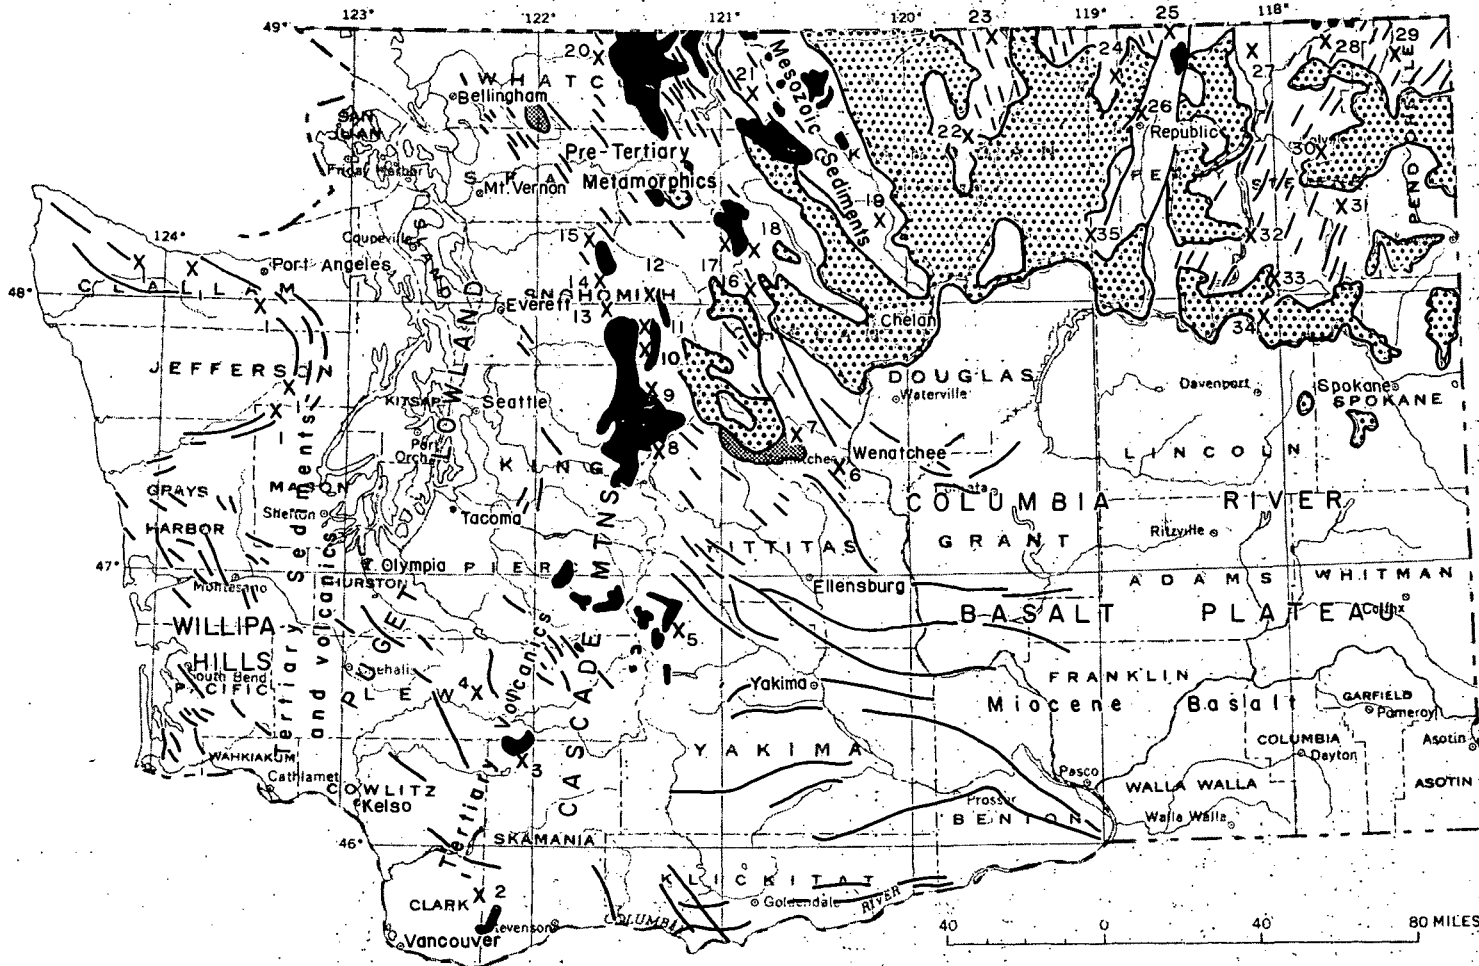 123°
122°
121°
120°
23
119°
25
118°
49°
20
24
28
29
WHATC
21
27
Mesozoic
Sediments
Bellingham
26
SAN
JUAN
22
Republic
30
Pre-Tertiary
Metamorphics
Friday Harbor
Mt. Vernon
PEND
19
31
ISLAND
15
18
35
32
Coupeville
124°
Port Angeles
12
17
16
14
33
CLALLAM
48°
SNOHOMISH
Everett
13
Chelan
34
11
10
JEFFERSON
DOUGLAS
Davenport
Spokane
SPOKANE
KITSAP
Seattle
9
Waterville
LOWLAND
Port
Orch
8
7
Wenatchee
6
LINCOLN
KING
GRAYS
HARBOR
MASON
Shelton
Tacoma
COLUMBIA RIVER
GRANT
Ritzville
KITTITAS
47°
Olympia
PIERC
THURSTON
Montesano
Ellensburg
ADAMS
WHITMAN
BASALT PLATEAU
Colfax
WILLIPA
HILLS
South Bend
PACIFIC
PUGET
Chehali
5
Tertiary Sediments
and volcanics
LEW
4
Tertiary Volcanics
CASCADE MTNS
Yakima
FRANKLIN
Miocene Basalt
GARFIELD
Pomeroy
YAKIMA
COLUMBIA
Dayton
Asotin
WAHKIAKUM
Cathlamet
3
Pasco
COWLITZ
Kelso
WALLA WALLA
ASOTIN
Prosser
BENTON
Walla Walla
46°
SKAMANIA
KLICKITAT
CLARK
2
Goldendale
Stevenson
COLUMBIA
RIVER
Vancouver
40
0
40
80 MILES